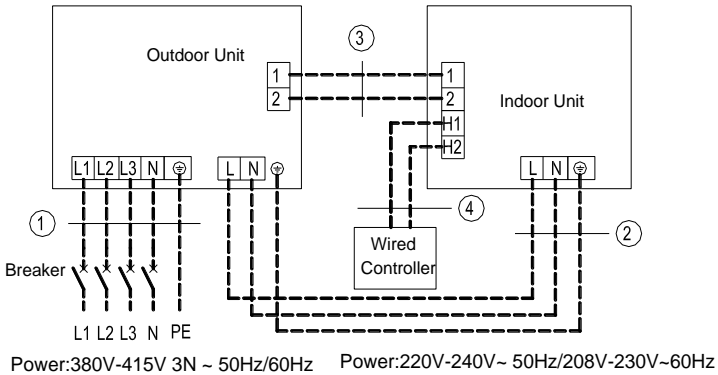 Outdoor Unit
1
2
3
1
2
H1
H2
Indoor Unit
L1 L2 L3 N
L N
L N
1
Breaker
4
Wired
Controller
2
L1 L2 L3 N PE
Power:380V-415V 3N ~ 50Hz/60Hz
Power:220V-240V~ 50Hz/208V-230V~60Hz